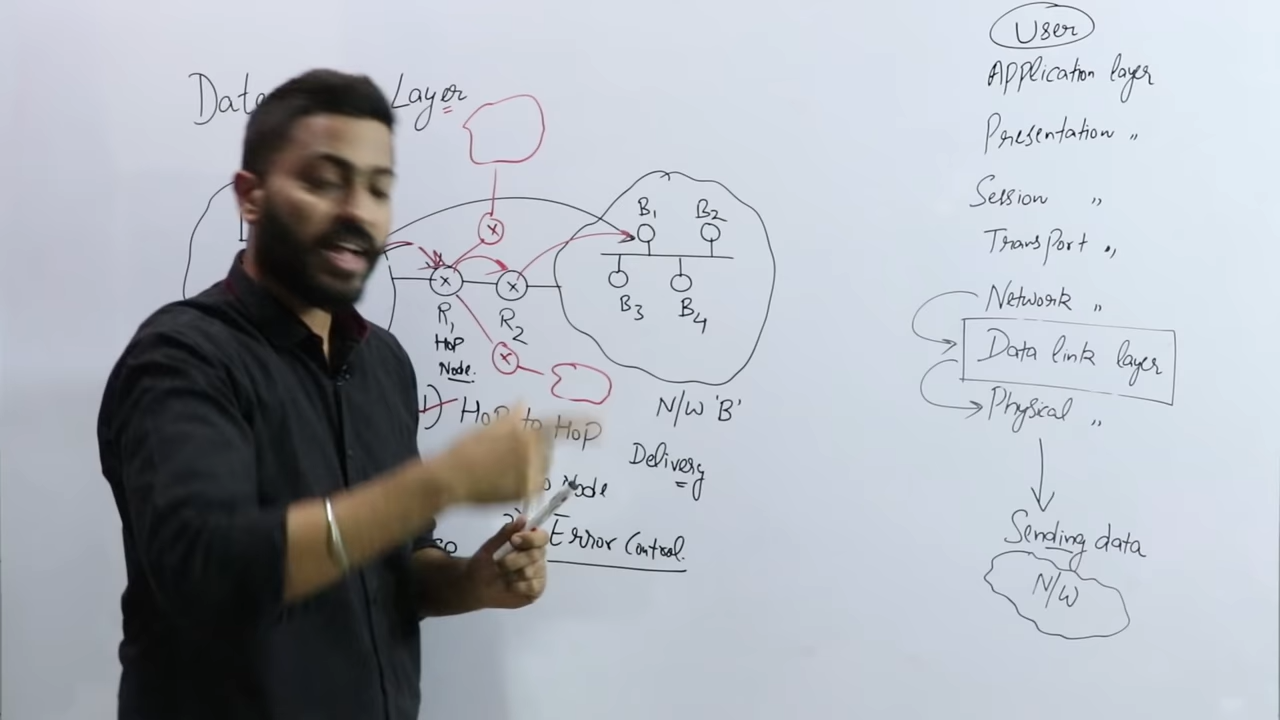 Data Layer
B1 B2
B3 B4
R1 R2
Hop
Node.
N/W 'B'
1) Hop to Hop
Delivery
Node
Error Control.
User
Application layer
Presentation "
Session "
Transport "
Network "
Data link layer
Physical "
Sending data
N/W